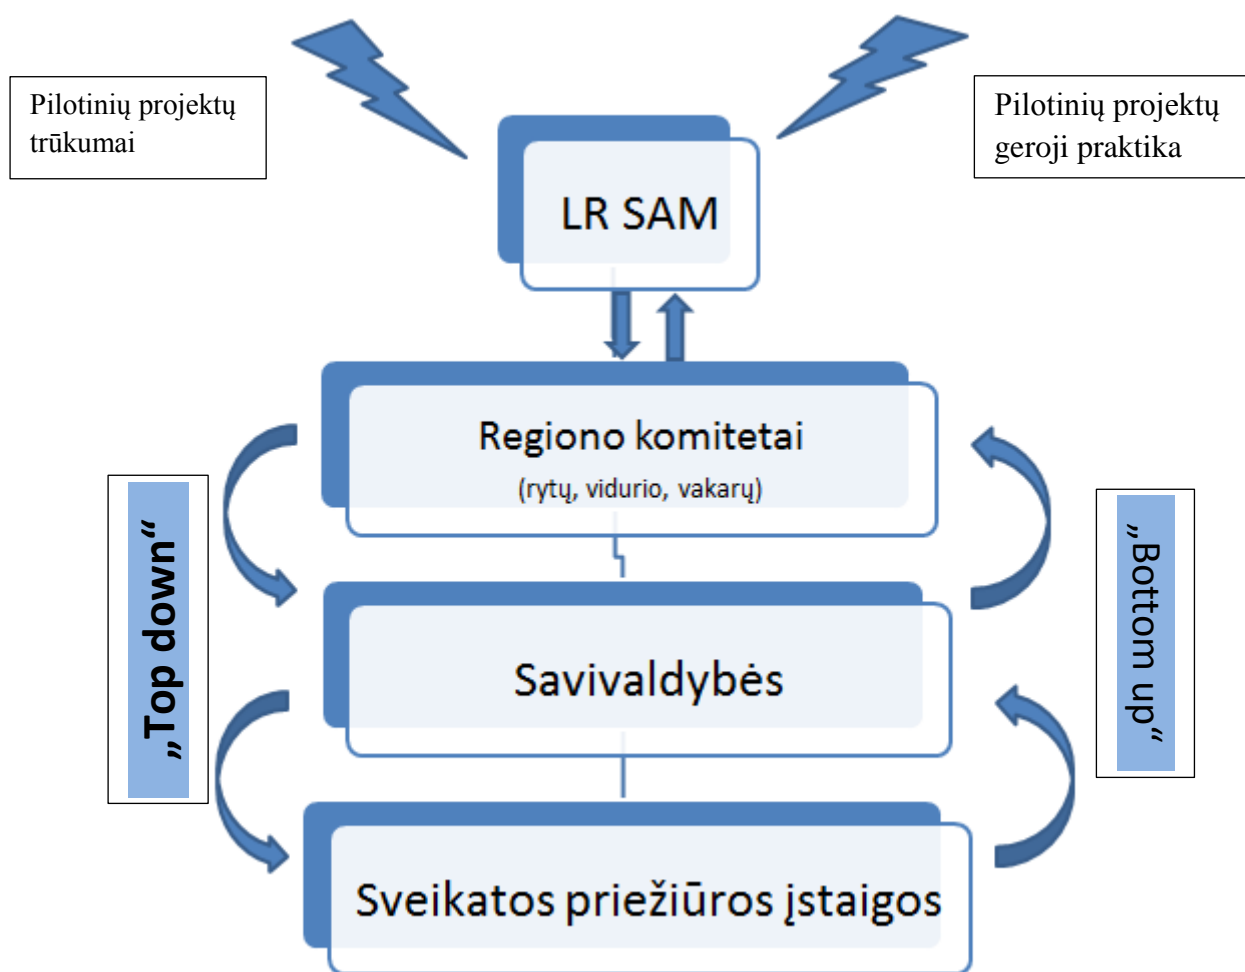 Pilotinių projektų
trūkumai
Pilotinių projektų
geroji praktika
LR SAM
Regiono komitetai
(rytų, vidurio, vakarų)
„Top down“
„Bottom up“
Savivaldybės
Sveikatos priežiūros įstaigos